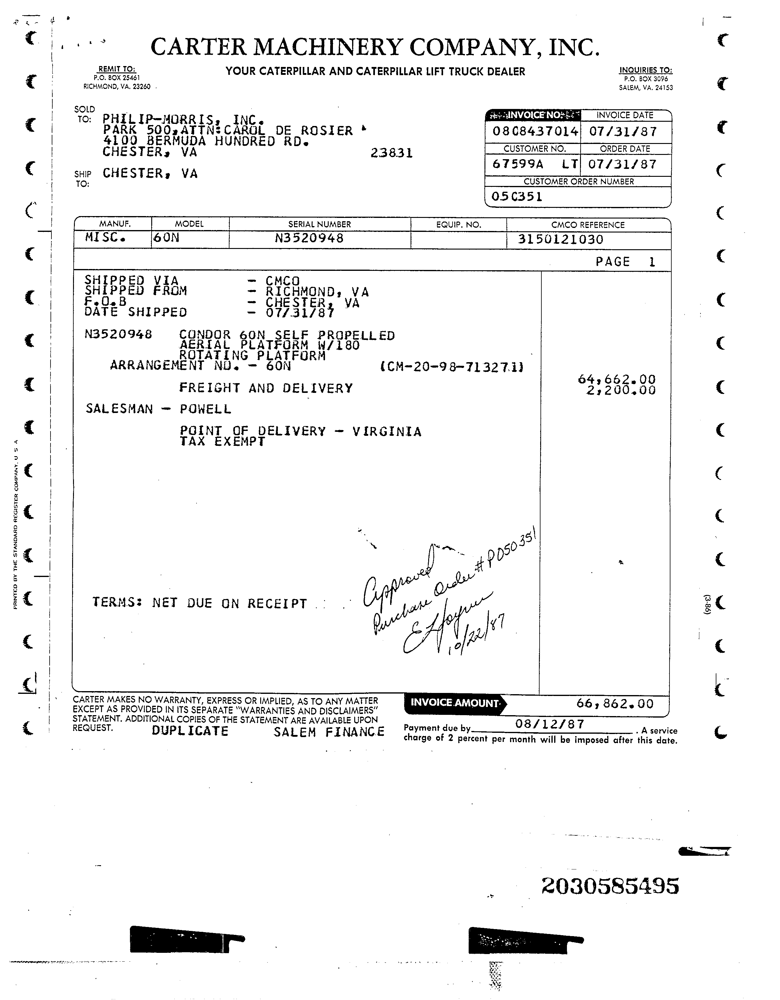 CARTER MACHINERY COMPANY, INC.
YOUR CATERPILLAR AND CATERPILLAR LIFT TRUCK DEALER
REMIT TO:
P.O. BOX 25461
RICHMOND, VA. 23260
INQUIRIES TO:
P.O. BOX 3096
SALEM, VA. 24153
SOLD TO: PHILIP-MORRIS, INC.
PARK 500, ATTN: CAROL DE ROSIER
4100 BERMUDA HUNDRED RD.
CHESTER, VA 23831
SHIP TO: CHESTER, VA
INVOICE NO. INVOICE DATE
0808437014 07/31/87
CUSTOMER NO. ORDER DATE
67599A LT 07/31/87
CUSTOMER ORDER NUMBER
050351
MANUF. MODEL SERIAL NUMBER EQUIP. NO. CMCO REFERENCE
MISC. 60N N3520948 3150121030
PAGE 1
SHIPPED VIA - CMCO
SHIPPED FROM - RICHMOND, VA
F.O.B - CHESTER, VA
DATE SHIPPED - 07/31/87
N3520948 CONDOR 60N SELF PROPELLED
AERIAL PLATFORM W/180
ROTATING PLATFORM
ARRANGEMENT NO. - 60N (CM-20-98-713271) 64,662.00
FREIGHT AND DELIVERY 2,200.00
SALESMAN - POWELL
POINT OF DELIVERY - VIRGINIA
TAX EXEMPT
Approved
Purchase Order # P050351
10/22/87
TERMS: NET DUE ON RECEIPT
CARTER MAKES NO WARRANTY, EXPRESS OR IMPLIED, AS TO ANY MATTER
EXCEPT AS PROVIDED IN ITS SEPARATE "WARRANTIES AND DISCLAIMERS"
STATEMENT. ADDITIONAL COPIES OF THE STATEMENT ARE AVAILABLE UPON
REQUEST. DUPLICATE SALEM FINANCE
INVOICE AMOUNT 66,862.00
Payment due by 08/12/87 . A service
charge of 2 percent per month will be imposed after this date.
PRINTED BY THE STANDARD REGISTER COMPANY, U S A
(3-86)
2030585495